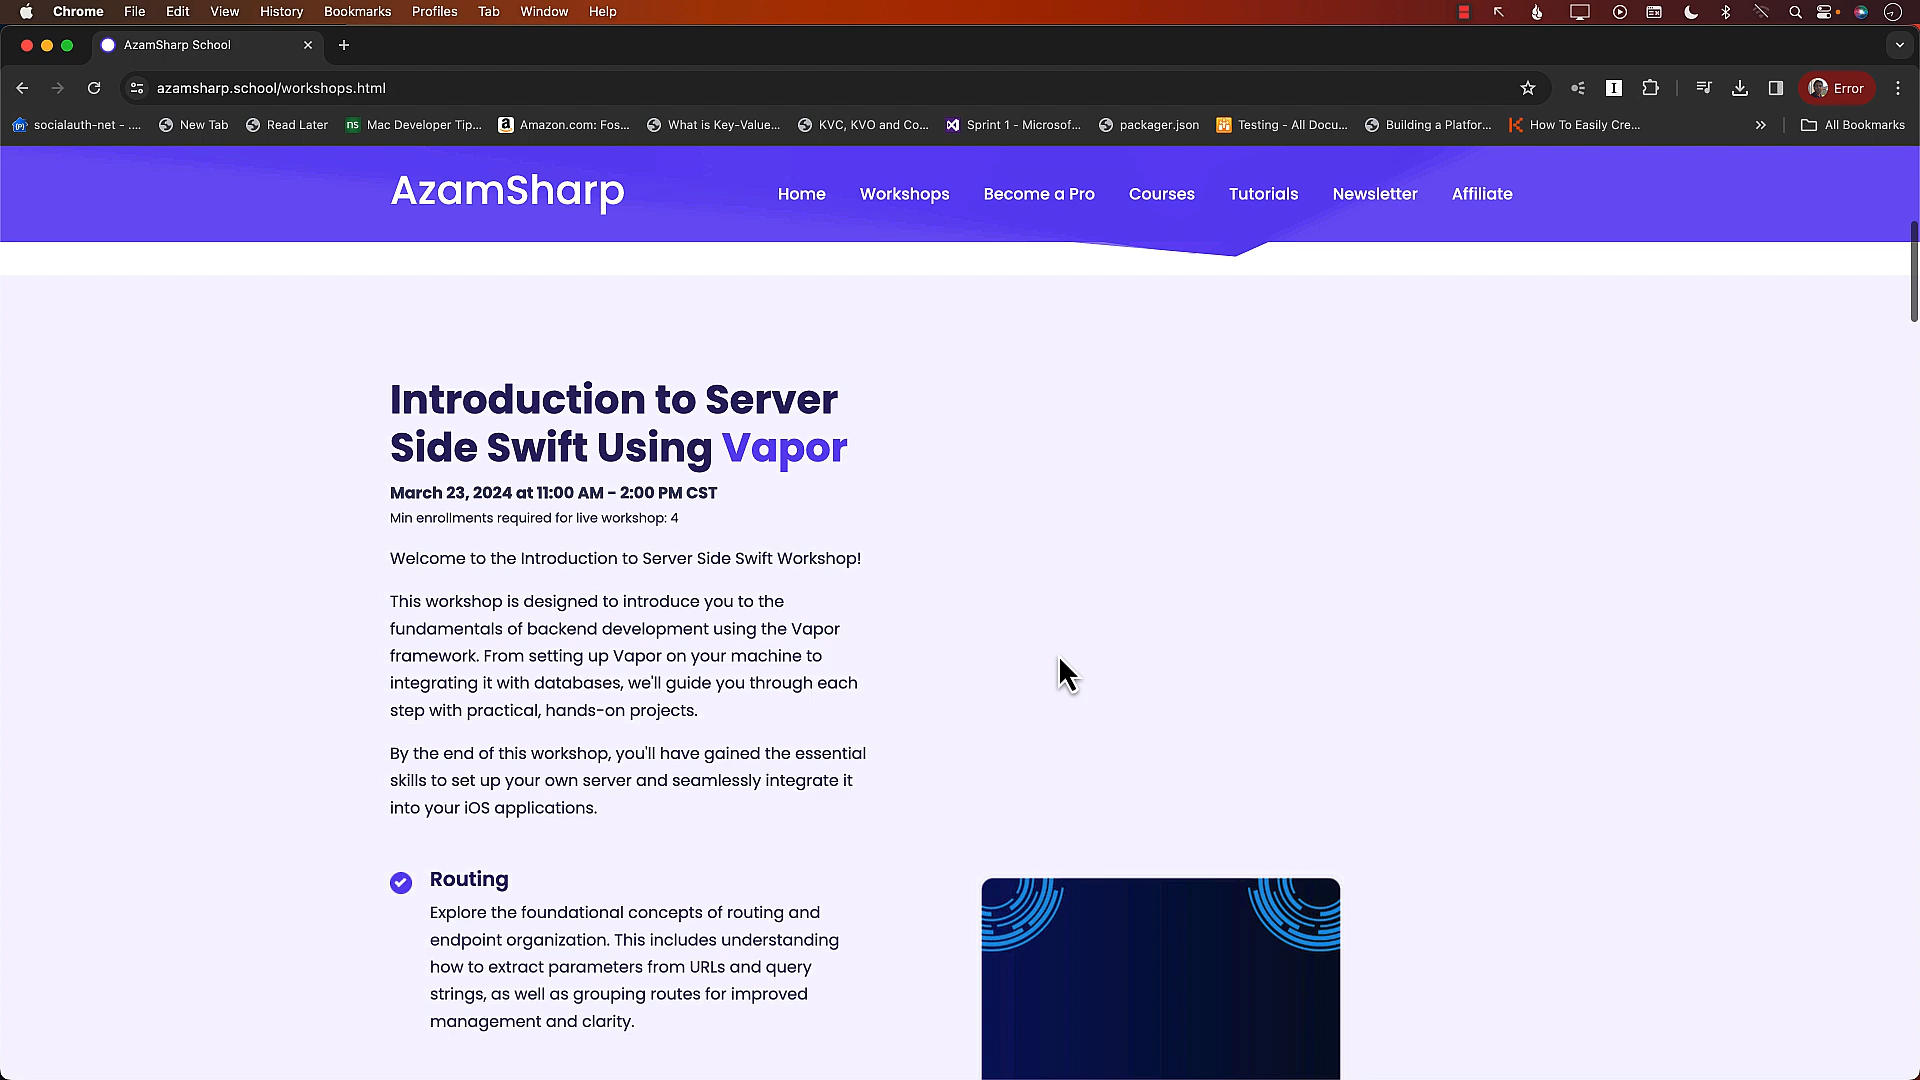 Chrome File Edit View History Bookmarks Profiles Tab Window Help
AzamSharp School
azamsharp.school/workshops.html
Error
socialauth-net - .... New Tab Read Later ns Mac Developer Tip... Amazon.com: Fos... What is Key-Value... KVC, KVO and Co... Sprint 1 - Microsof... packager.json Testing - All Docu... Building a Platfor... How To Easily Cre... » All Bookmarks
AzamSharp
Home Workshops Become a Pro Courses Tutorials Newsletter Affiliate
Introduction to Server
Side Swift Using Vapor
March 23, 2024 at 11:00 AM - 2:00 PM CST
Min enrollments required for live workshop: 4
Welcome to the Introduction to Server Side Swift Workshop!
This workshop is designed to introduce you to the
fundamentals of backend development using the Vapor
framework. From setting up Vapor on your machine to
integrating it with databases, we'll guide you through each
step with practical, hands-on projects.
By the end of this workshop, you'll have gained the essential
skills to set up your own server and seamlessly integrate it
into your iOS applications.
Routing
Explore the foundational concepts of routing and
endpoint organization. This includes understanding
how to extract parameters from URLs and query
strings, as well as grouping routes for improved
management and clarity.